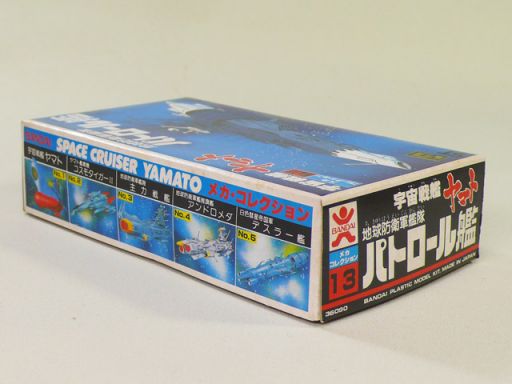 BANDAI
SPACE CRUISER YAMATO メカ・コレクション
宇宙戦艦 ヤマト
No.1
コスモタイガーII
No.2
主力戦艦
No.3
アンドロメダ
No.4
デスラー艦
No.5
BANDAI
メカ
コレクション
13
36090
宇宙戦艦
ヤマト
地球防衛軍艦隊
パトロール艦
BANDAI PLASTIC MODEL KIT, MADE IN JAPAN